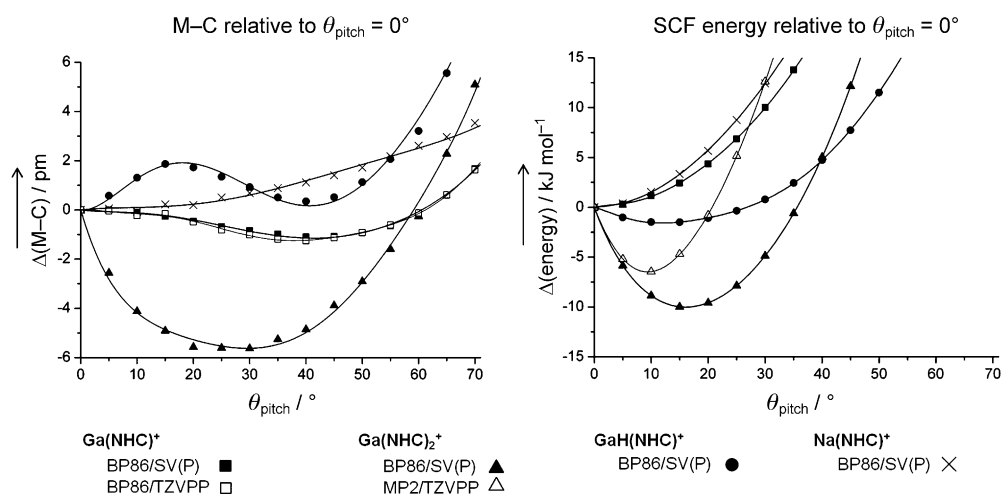 M–C relative to θpitch = 0°
SCF energy relative to θpitch = 0°
Δ(M–C) / pm
6
4
2
0
-2
-4
-6
0 10 20 30 40 50 60 70
θpitch / °
Δ(energy) / kJ mol⁻¹
15
10
5
0
-5
-10
-15
0 10 20 30 40 50 60 70
θpitch / °
Ga(NHC)⁺ Ga(NHC)₂⁺ GaH(NHC)⁺ Na(NHC)⁺
BP86/SV(P) BP86/SV(P) BP86/SV(P) BP86/SV(P)
BP86/TZVPP MP2/TZVPP